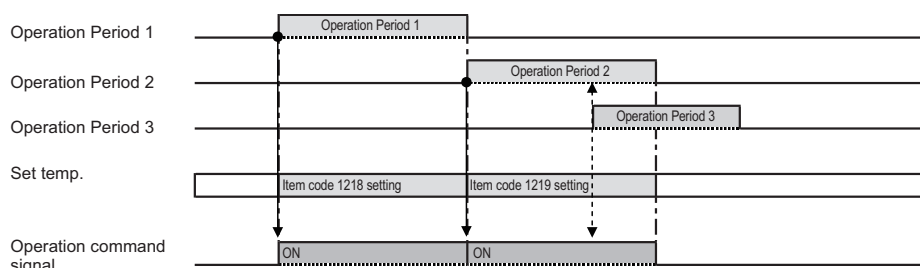 Operation Period 1
Operation Period 1
Operation Period 2
Operation Period 2
Operation Period 3
Operation Period 3
Set temp.
Item code 1218 setting
Item code 1219 setting
Operation command
signal
ON
ON